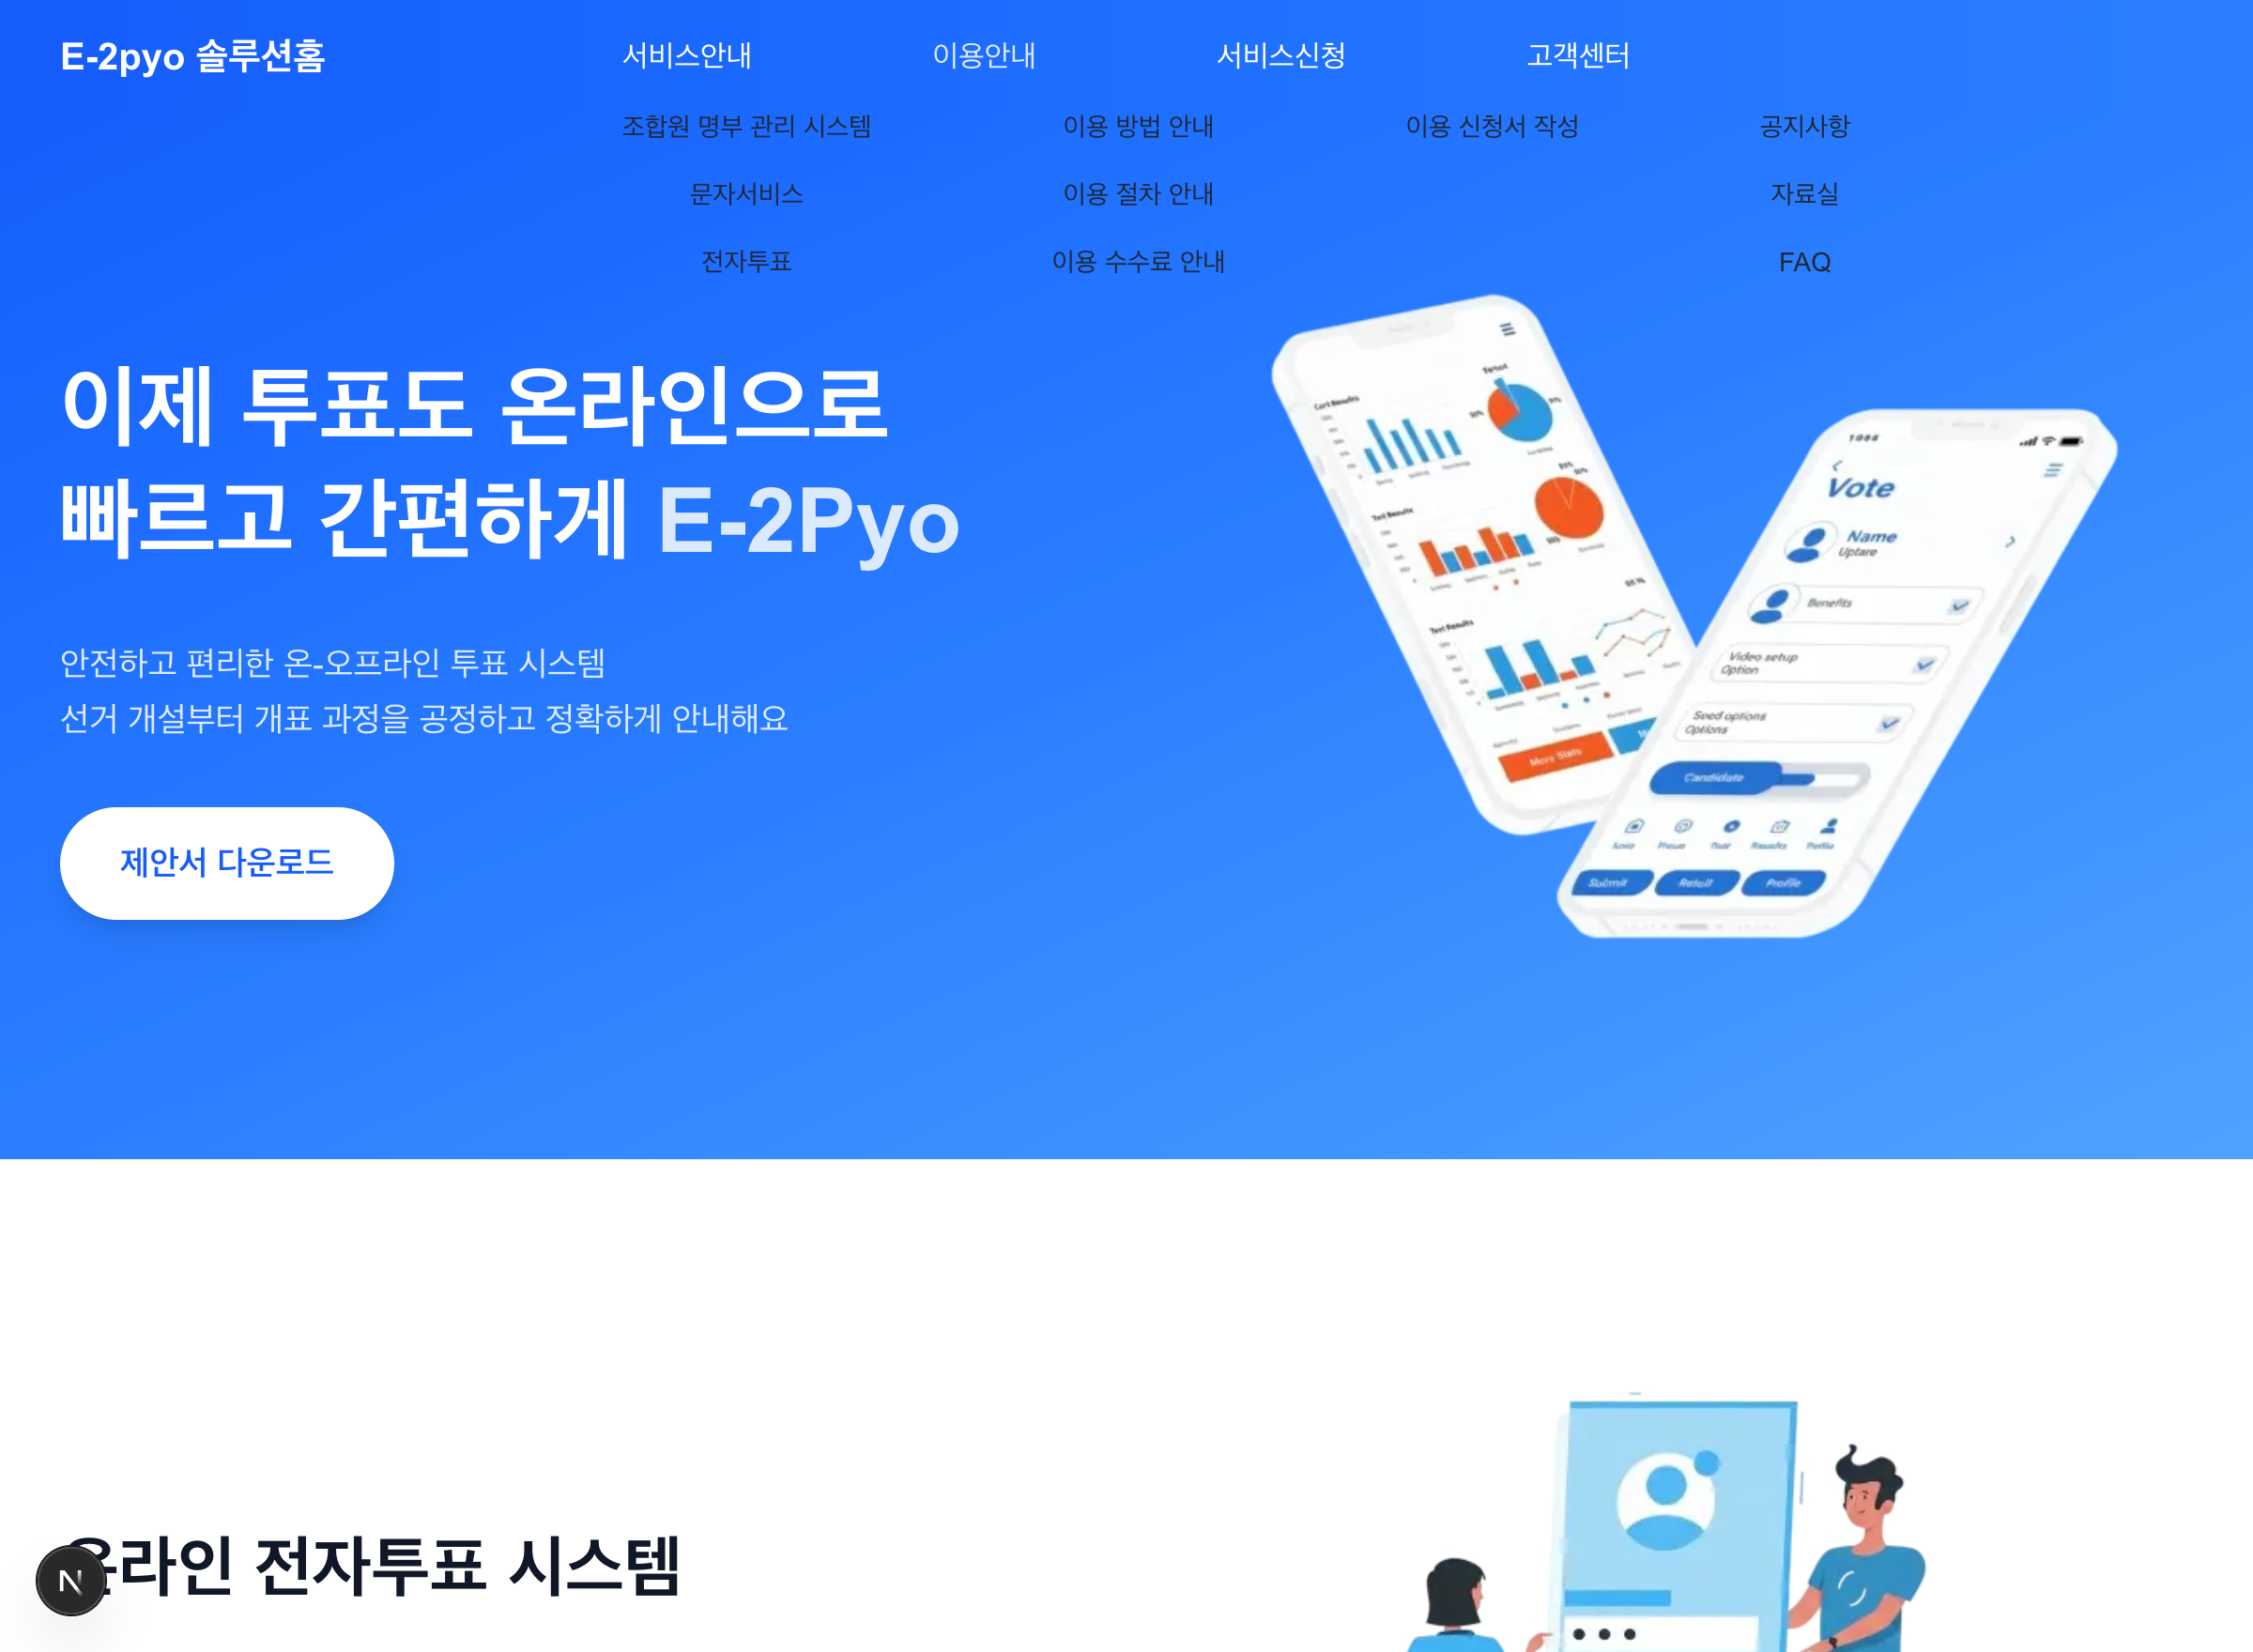 E-2pyo 솔루션홈
서비스안내 이용안내 서비스신청 고객센터
조합원 명부 관리 시스템 이용 방법 안내 이용 신청서 작성 공지사항
문자서비스 이용 절차 안내 자료실
전자투표 이용 수수료 안내 FAQ
이제 투표도 온라인으로
빠르고 간편하게 E-2Pyo
안전하고 편리한 온-오프라인 투표 시스템
선거 개설부터 개표 과정을 공정하고 정확하게 안내해요
제안서 다운로드
More Stats
Vote
Name
Uptare
Benefits
Video setup
Option
Seed options
Options
Candidate
Submit
Profile
온라인 전자투표 시스템
N